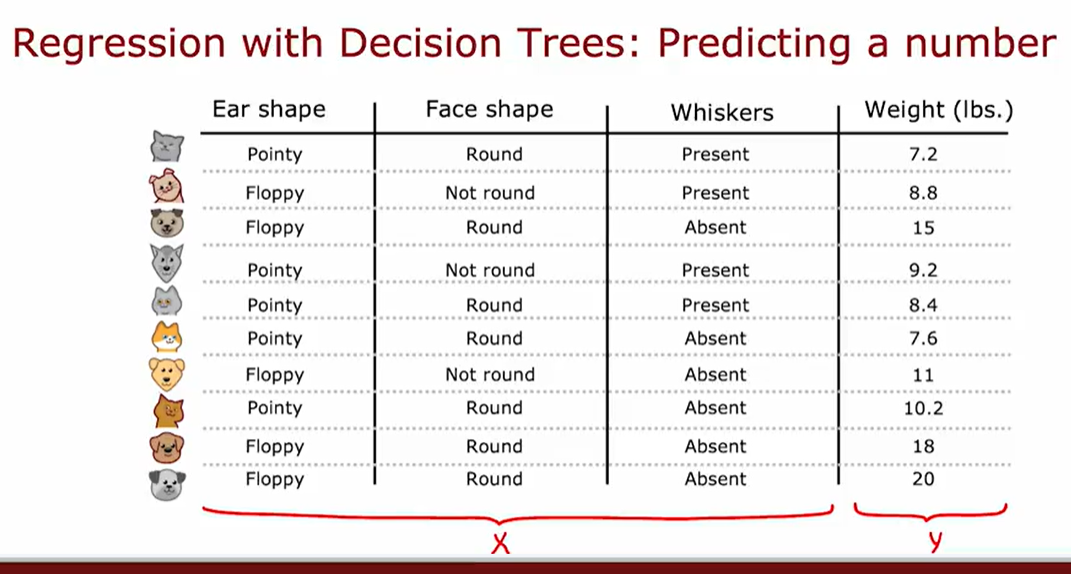 Regression with Decision Trees: Predicting a number
Ear shape Face shape Whiskers Weight (lbs.)
Pointy Round Present 7.2
Floppy Not round Present 8.8
Floppy Round Absent 15
Pointy Not round Present 9.2
Pointy Round Present 8.4
Pointy Round Absent 7.6
Floppy Not round Absent 11
Pointy Round Absent 10.2
Floppy Round Absent 18
Floppy Round Absent 20
X y